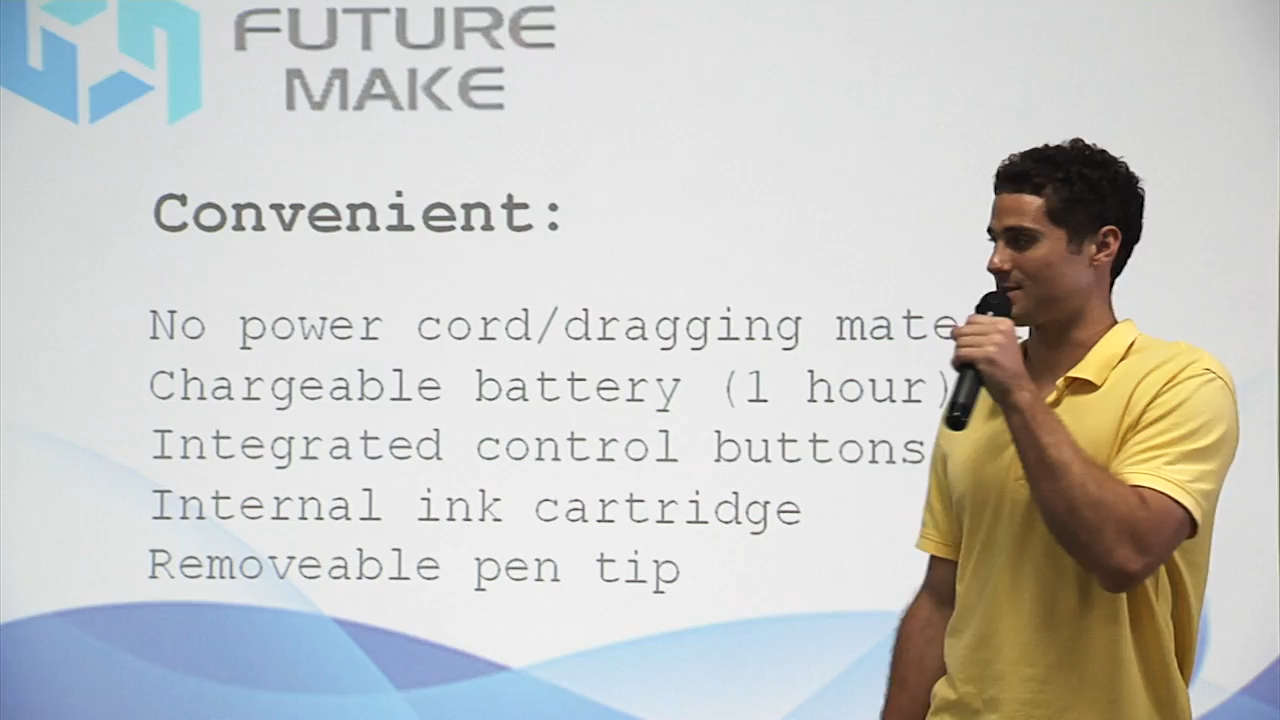 FUTURE
MAKE
Convenient:
No power cord/dragging mate
Chargeable battery (1 hour)
Integrated control buttons
Internal ink cartridge
Removeable pen tip